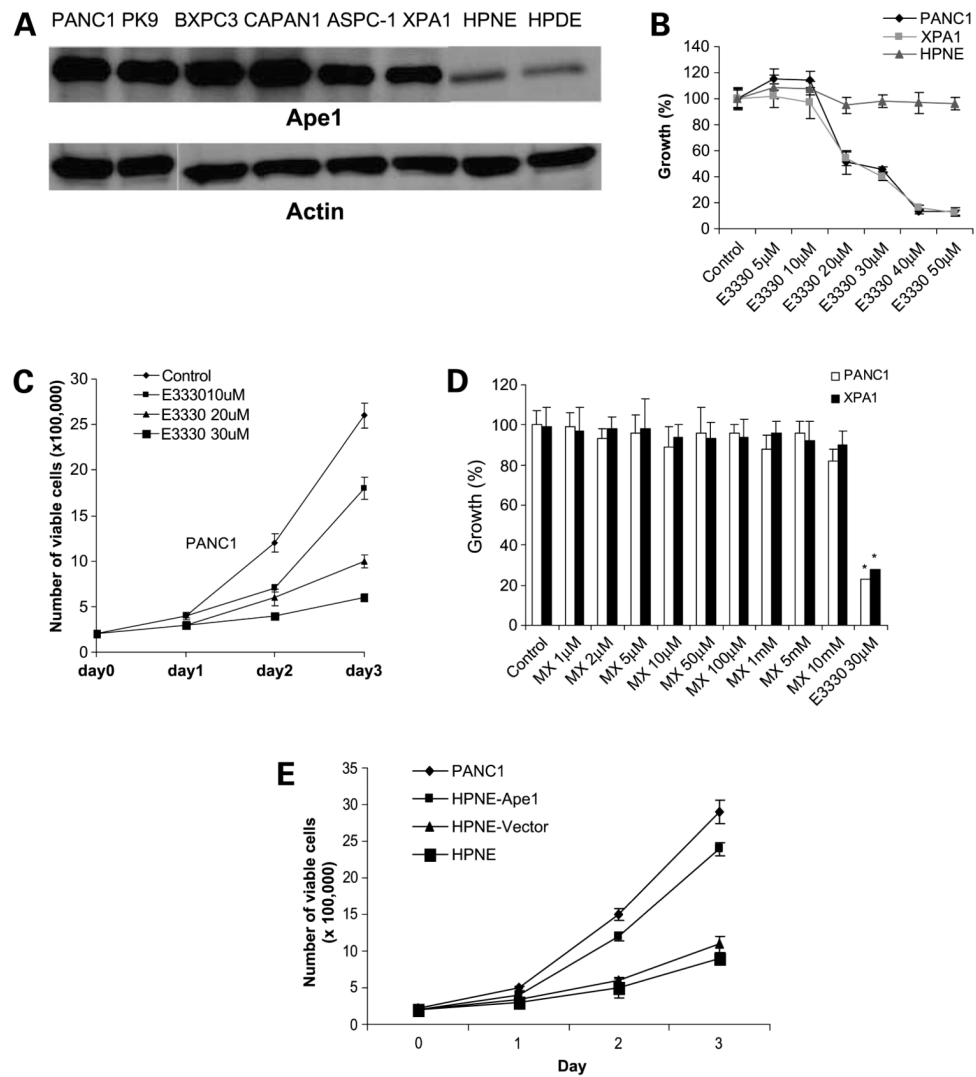 A
PANC1 PK9 BXPC3 CAPAN1 ASPC-1 XPA1 HPNE HPDE
Ape1
Actin
B
PANC1
XPA1
HPNE
Growth (%)
140
120
100
80
60
40
20
0
Control
E3330 5µM
E3330 10µM
E3330 20µM
E3330 30µM
E3330 40µM
E3330 50µM
C
Control
E333010uM
E3330 20uM
E3330 30uM
Number of viable cells (x100,000)
30
25
20
15
10
5
0
PANC1
day0 day1 day2 day3
D
PANC1
XPA1
Growth (%)
120
100
80
60
40
20
0
* *
Control
MX 1µM
MX 2µM
MX 5µM
MX 10µM
MX 50µM
MX 100µM
MX 1mM
MX 5mM
MX 10mM
E3330 30µM
E
PANC1
HPNE-Ape1
HPNE-Vector
HPNE
Number of viable cells
(x 100,000)
35
30
25
20
15
10
5
0
0 1 2 3
Day